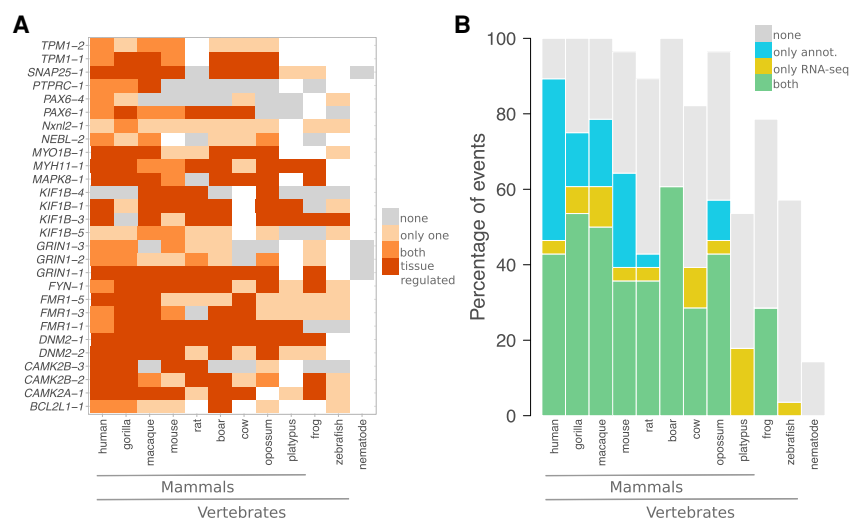 A
TPM1−2
TPM1−1
SNAP25−1
PTPRC−1
PAX6−4
PAX6−1
Nxnl2−1
NEBL−2
MYO1B−1
MYH11−1
MAPK8−1
KIF1B−4
KIF1B−1
KIF1B−3
KIF1B−5
GRIN1−3
GRIN1−2
GRIN1−1
FYN−1
FMR1−5
FMR1−3
FMR1−1
DNM2−1
DNM2−2
CAMK2B−3
CAMK2B−2
CAMK2A−1
BCL2L1−1
human
gorilla
macaque
mouse
rat
boar
cow
opossum
platypus
frog
zebrafish
nematode
Mammals
Vertebrates
none
only one
both
tissue
regulated
B
Percentage of events
100
80
60
40
20
0
none
only annot.
only RNA-seq
both
human
gorilla
macaque
mouse
rat
boar
cow
opossum
platypus
frog
zebrafish
nematode
Mammals
Vertebrates